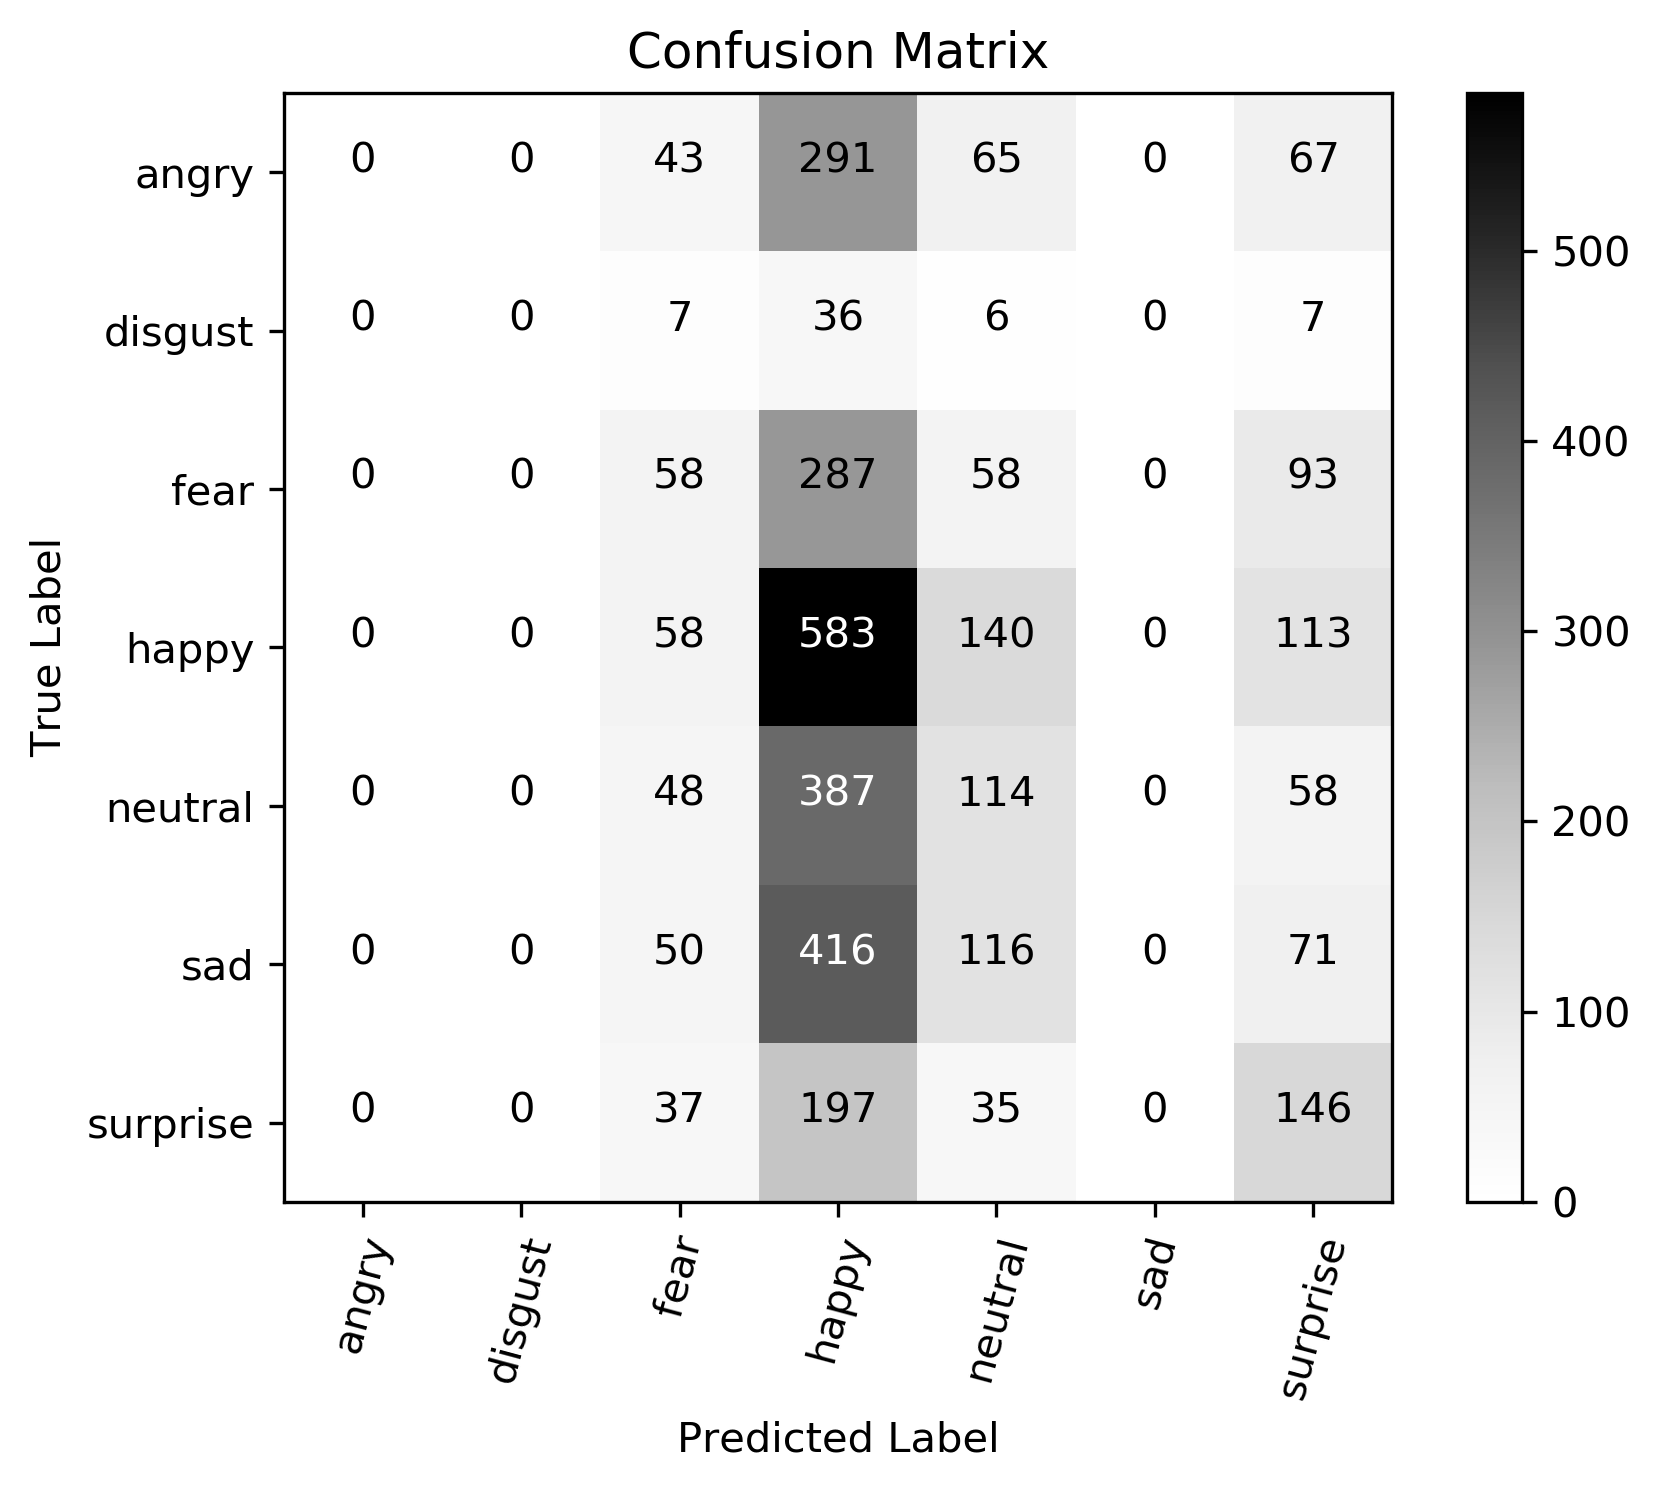 Confusion Matrix
angry 0 0 43 291 65 0 67
disgust 0 0 7 36 6 0 7
fear 0 0 58 287 58 0 93
happy 0 0 58 583 140 0 113
neutral 0 0 48 387 114 0 58
sad 0 0 50 416 116 0 71
surprise 0 0 37 197 35 0 146
angry disgust fear happy neutral sad surprise
True Label
Predicted Label
500
400
300
200
100
0